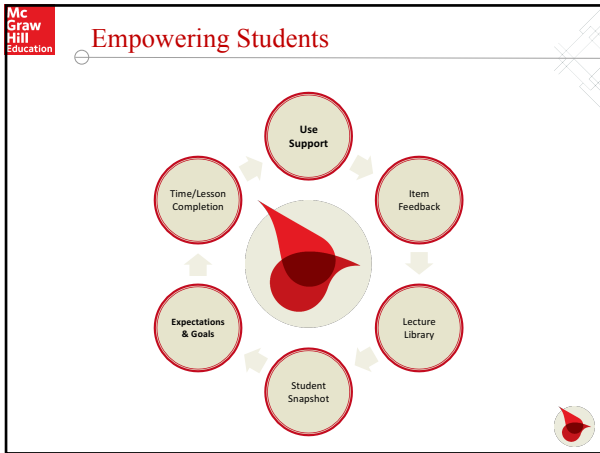 Mc
Graw
Hill
Education
Empowering Students
Use
Support
Item
Feedback
Lecture
Library
Student
Snapshot
Expectations
& Goals
Time/Lesson
Completion